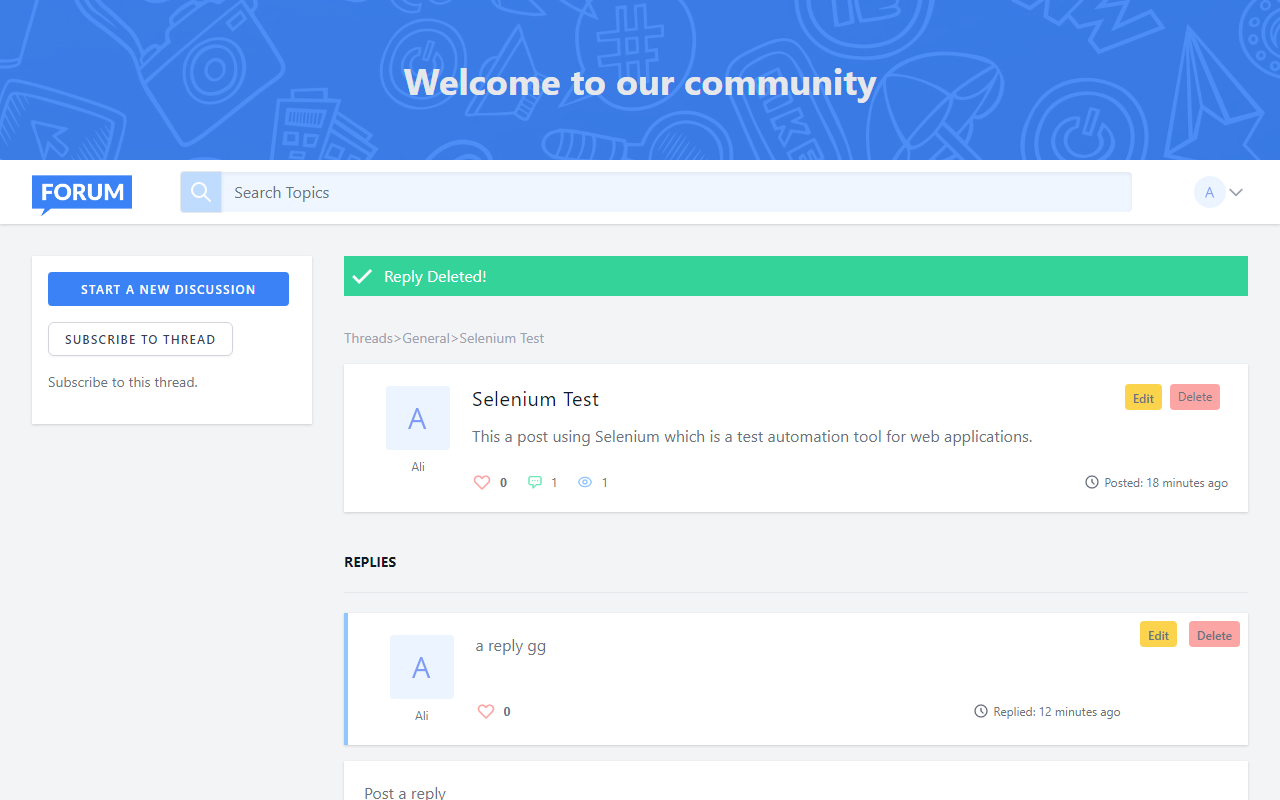 Welcome to our community
FORUM
Search Topics
A
START A NEW DISCUSSION
SUBSCRIBE TO THREAD
Subscribe to this thread.
Reply Deleted!
Threads>General>Selenium Test
A
Ali
Selenium Test
Edit
Delete
This a post using Selenium which is a test automation tool for web applications.
0
1
1
Posted: 18 minutes ago
REPLIES
A
Ali
a reply gg
Edit
Delete
0
Replied: 12 minutes ago
Post a reply